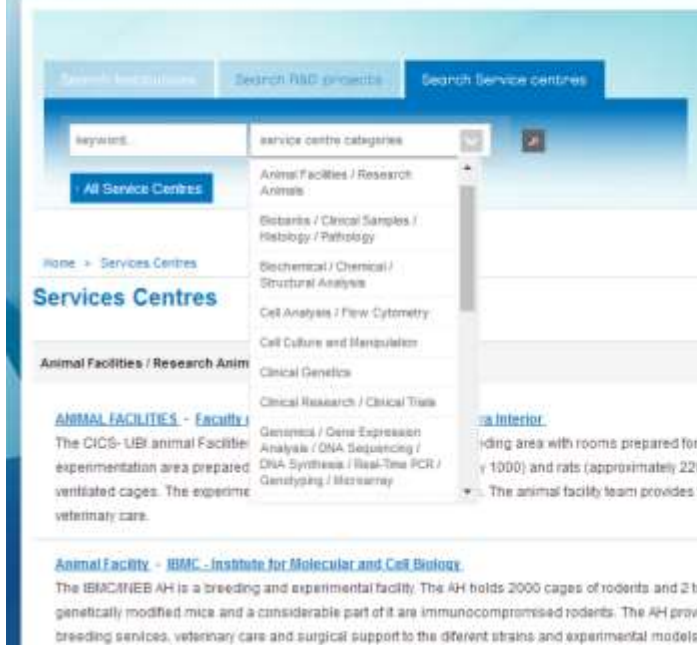 Search Institutions Search R&D projects Search Service centres
keyword... service centre categories
› All Service Centres
Animal Facilities / Research
Animals
Biobanks / Clinical Samples /
Histology / Pathology
Biochemical / Chemical /
Structural Analysis
Cell Analysis / Flow Cytometry
Cell Culture and Manipulation
Clinical Genetics
Clinical Research / Clinical Trials
Genomics / Gene Expression
Analysis / DNA Sequencing /
DNA Synthesis / Real-Time PCR /
Genotyping / Microarray
Home » Services Centres
Services Centres
Animal Facilities / Research Anim
ANIMAL FACILITIES - Faculty Interior
The CICS- UBI animal Facilitie ding area with rooms prepared for
experimentation area prepared 1000) and rats (approximately 22
ventilated cages. The experime The animal facility team provides
veterinary care.
Animal Facility - IBMC - Institute for Molecular and Cell Biology
The IBMC/INEB AH is a breeding and experimental facility. The AH holds 2000 cages of rodents and 2 t
genetically modified mice and a considerable part of it are immunocompromised rodents. The AH prov
breeding services, veterinary care and surgical support to the diferent strains and experimental models